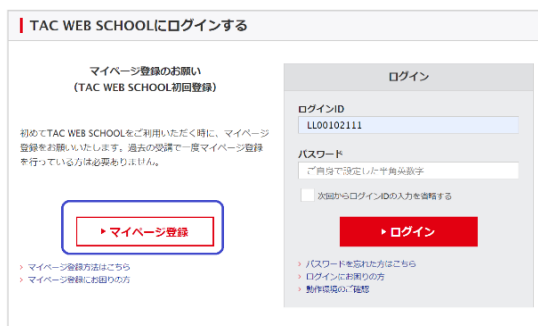 TAC WEB SCHOOLにログインする
マイページ登録のお願い
（TAC WEB SCHOOL初回登録）
初めてTAC WEB SCHOOLをご利用いただく時に、マイページ
登録をお願いいたします。過去の受講で一度マイページ登録
を行っている方は必要ありません。
マイページ登録
マイページ登録方法はこちら
マイページ登録にお困りの方
ログイン
ログインID
LL00102111
パスワード
ご自身で設定した半角英数字
次回からログインIDの入力を省略する
ログイン
パスワードを忘れた方はこちら
ログインにお困りの方
動作環境のご確認